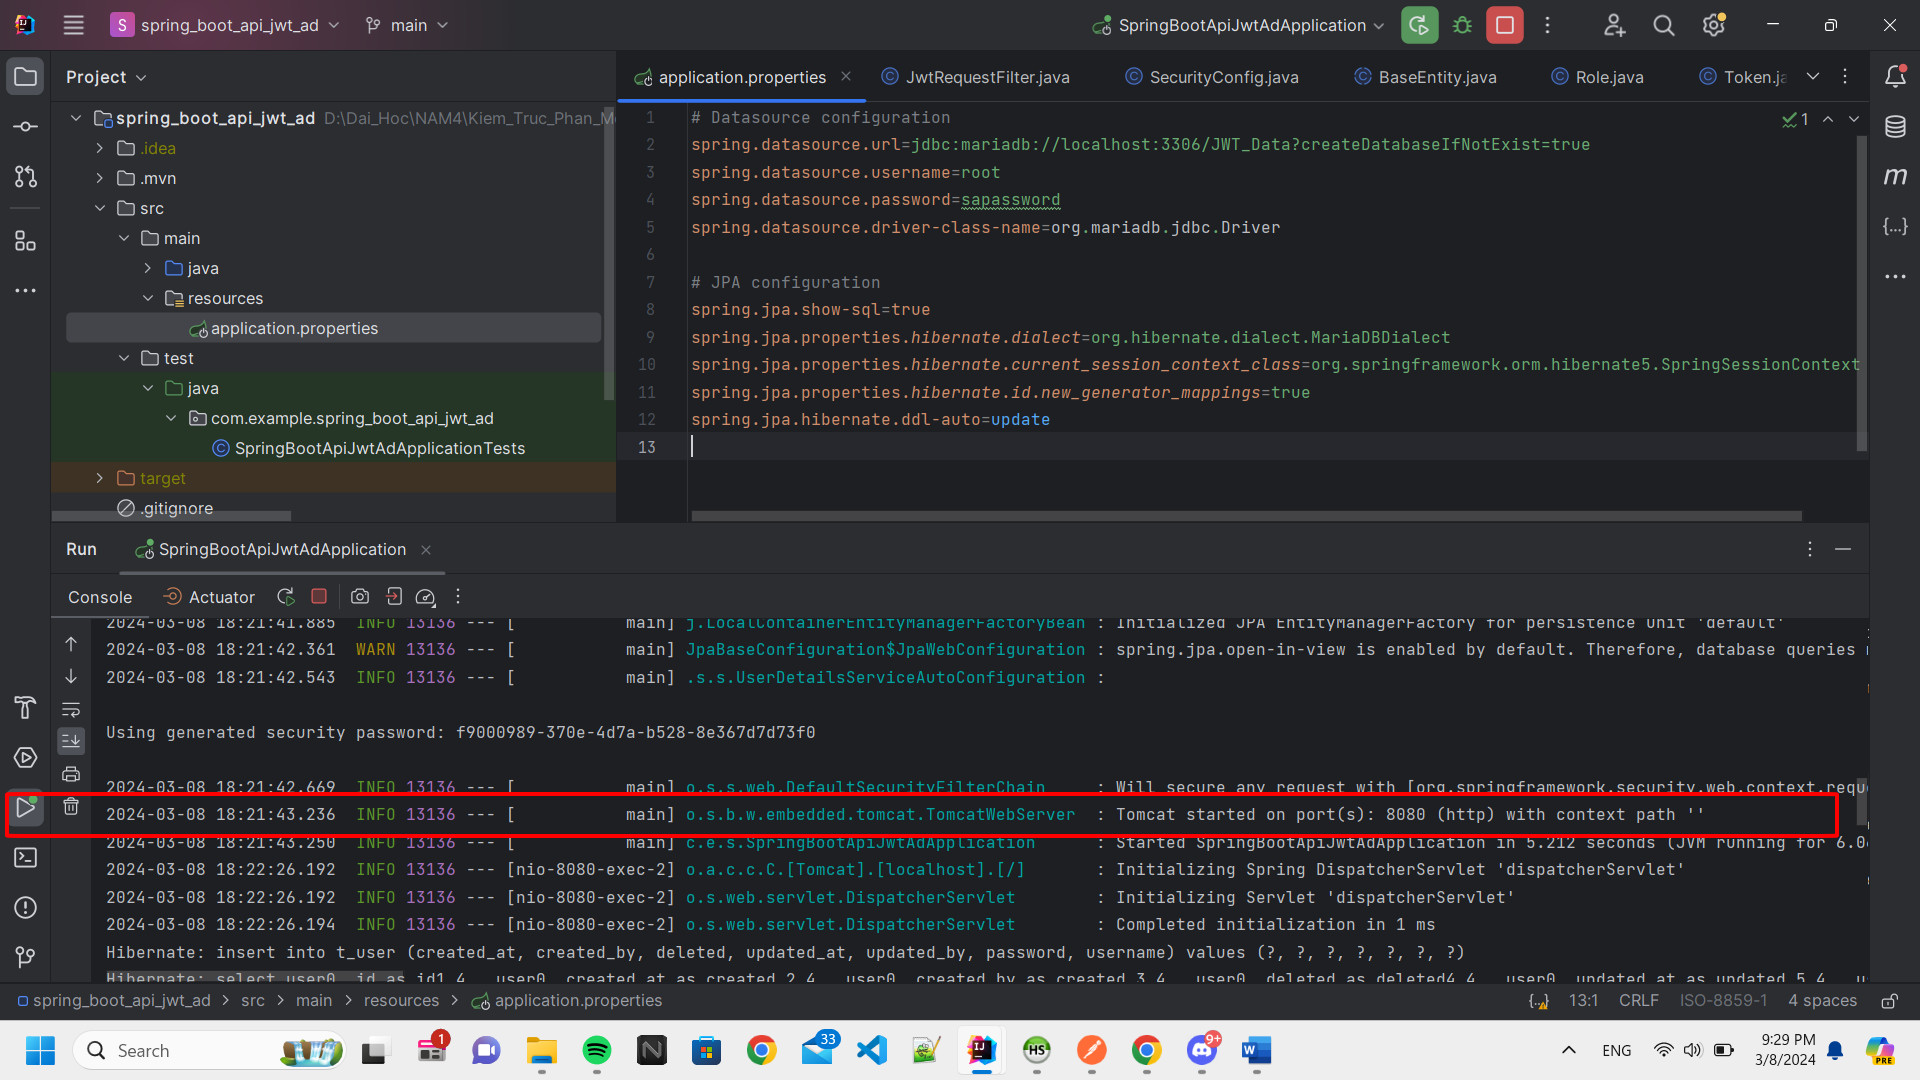 S spring_boot_api_jwt_ad main SpringBootApiJwtAdApplication
Project
application.properties JwtRequestFilter.java SecurityConfig.java BaseEntity.java Role.java Token.ja
spring_boot_api_jwt_ad D:\Dai_Hoc\NAM4\Kiem_Truc_Phan_M
.idea
.mvn
src
main
java
resources
application.properties
test
java
com.example.spring_boot_api_jwt_ad
SpringBootApiJwtAdApplicationTests
target
.gitignore
1 # Datasource configuration
2 spring.datasource.url=jdbc:mariadb://localhost:3306/JWT_Data?createDatabaseIfNotExist=true
3 spring.datasource.username=root
4 spring.datasource.password=sapassword
5 spring.datasource.driver-class-name=org.mariadb.jdbc.Driver
6
7 # JPA configuration
8 spring.jpa.show-sql=true
9 spring.jpa.properties.hibernate.dialect=org.hibernate.dialect.MariaDBDialect
10 spring.jpa.properties.hibernate.current_session_context_class=org.springframework.orm.hibernate5.SpringSessionContext
11 spring.jpa.properties.hibernate.id.new_generator_mappings=true
12 spring.jpa.hibernate.ddl-auto=update
13
1
Run SpringBootApiJwtAdApplication
Console Actuator
2024-03-08 18:21:41.885 INFO 13136 --- [ main] j.LocalContainerEntityManagerFactoryBean : Initialized JPA EntityManagerFactory for persistence unit 'default'
2024-03-08 18:21:42.361 WARN 13136 --- [ main] JpaBaseConfiguration$JpaWebConfiguration : spring.jpa.open-in-view is enabled by default. Therefore, database queries
2024-03-08 18:21:42.543 INFO 13136 --- [ main] .s.s.UserDetailsServiceAutoConfiguration :
Using generated security password: f9000989-370e-4d7a-b528-8e367d7d73f0
2024-03-08 18:21:42.669 INFO 13136 --- [ main] o.s.s.web.DefaultSecurityFilterChain : Will secure any request with [org.springframework.security.web.context.requ
2024-03-08 18:21:43.236 INFO 13136 --- [ main] o.s.b.w.embedded.tomcat.TomcatWebServer : Tomcat started on port(s): 8080 (http) with context path ''
2024-03-08 18:21:43.250 INFO 13136 --- [ main] c.e.s.SpringBootApiJwtAdApplication : Started SpringBootApiJwtAdApplication in 5.212 seconds (JVM running for 6.0
2024-03-08 18:22:26.192 INFO 13136 --- [nio-8080-exec-2] o.a.c.c.C.[Tomcat].[localhost].[/] : Initializing Spring DispatcherServlet 'dispatcherServlet'
2024-03-08 18:22:26.192 INFO 13136 --- [nio-8080-exec-2] o.s.web.servlet.DispatcherServlet : Initializing Servlet 'dispatcherServlet'
2024-03-08 18:22:26.194 INFO 13136 --- [nio-8080-exec-2] o.s.web.servlet.DispatcherServlet : Completed initialization in 1 ms
Hibernate: insert into t_user (created_at, created_by, deleted, updated_at, updated_by, password, username) values (?, ?, ?, ?, ?, ?, ?)
Hibernate: select user0_.id as id1_4_, user0_.created_at as created_2_4_, user0_.created_by as created_3_4_, user0_.deleted as deleted4_4_, user0_.updated_at as updated_5_4_,
spring_boot_api_jwt_ad > src > main > resources > application.properties 13:1 CRLF ISO-8859-1 4 spaces
Search 1 33 9+ ENG 9:29 PM
3/8/2024 PRE